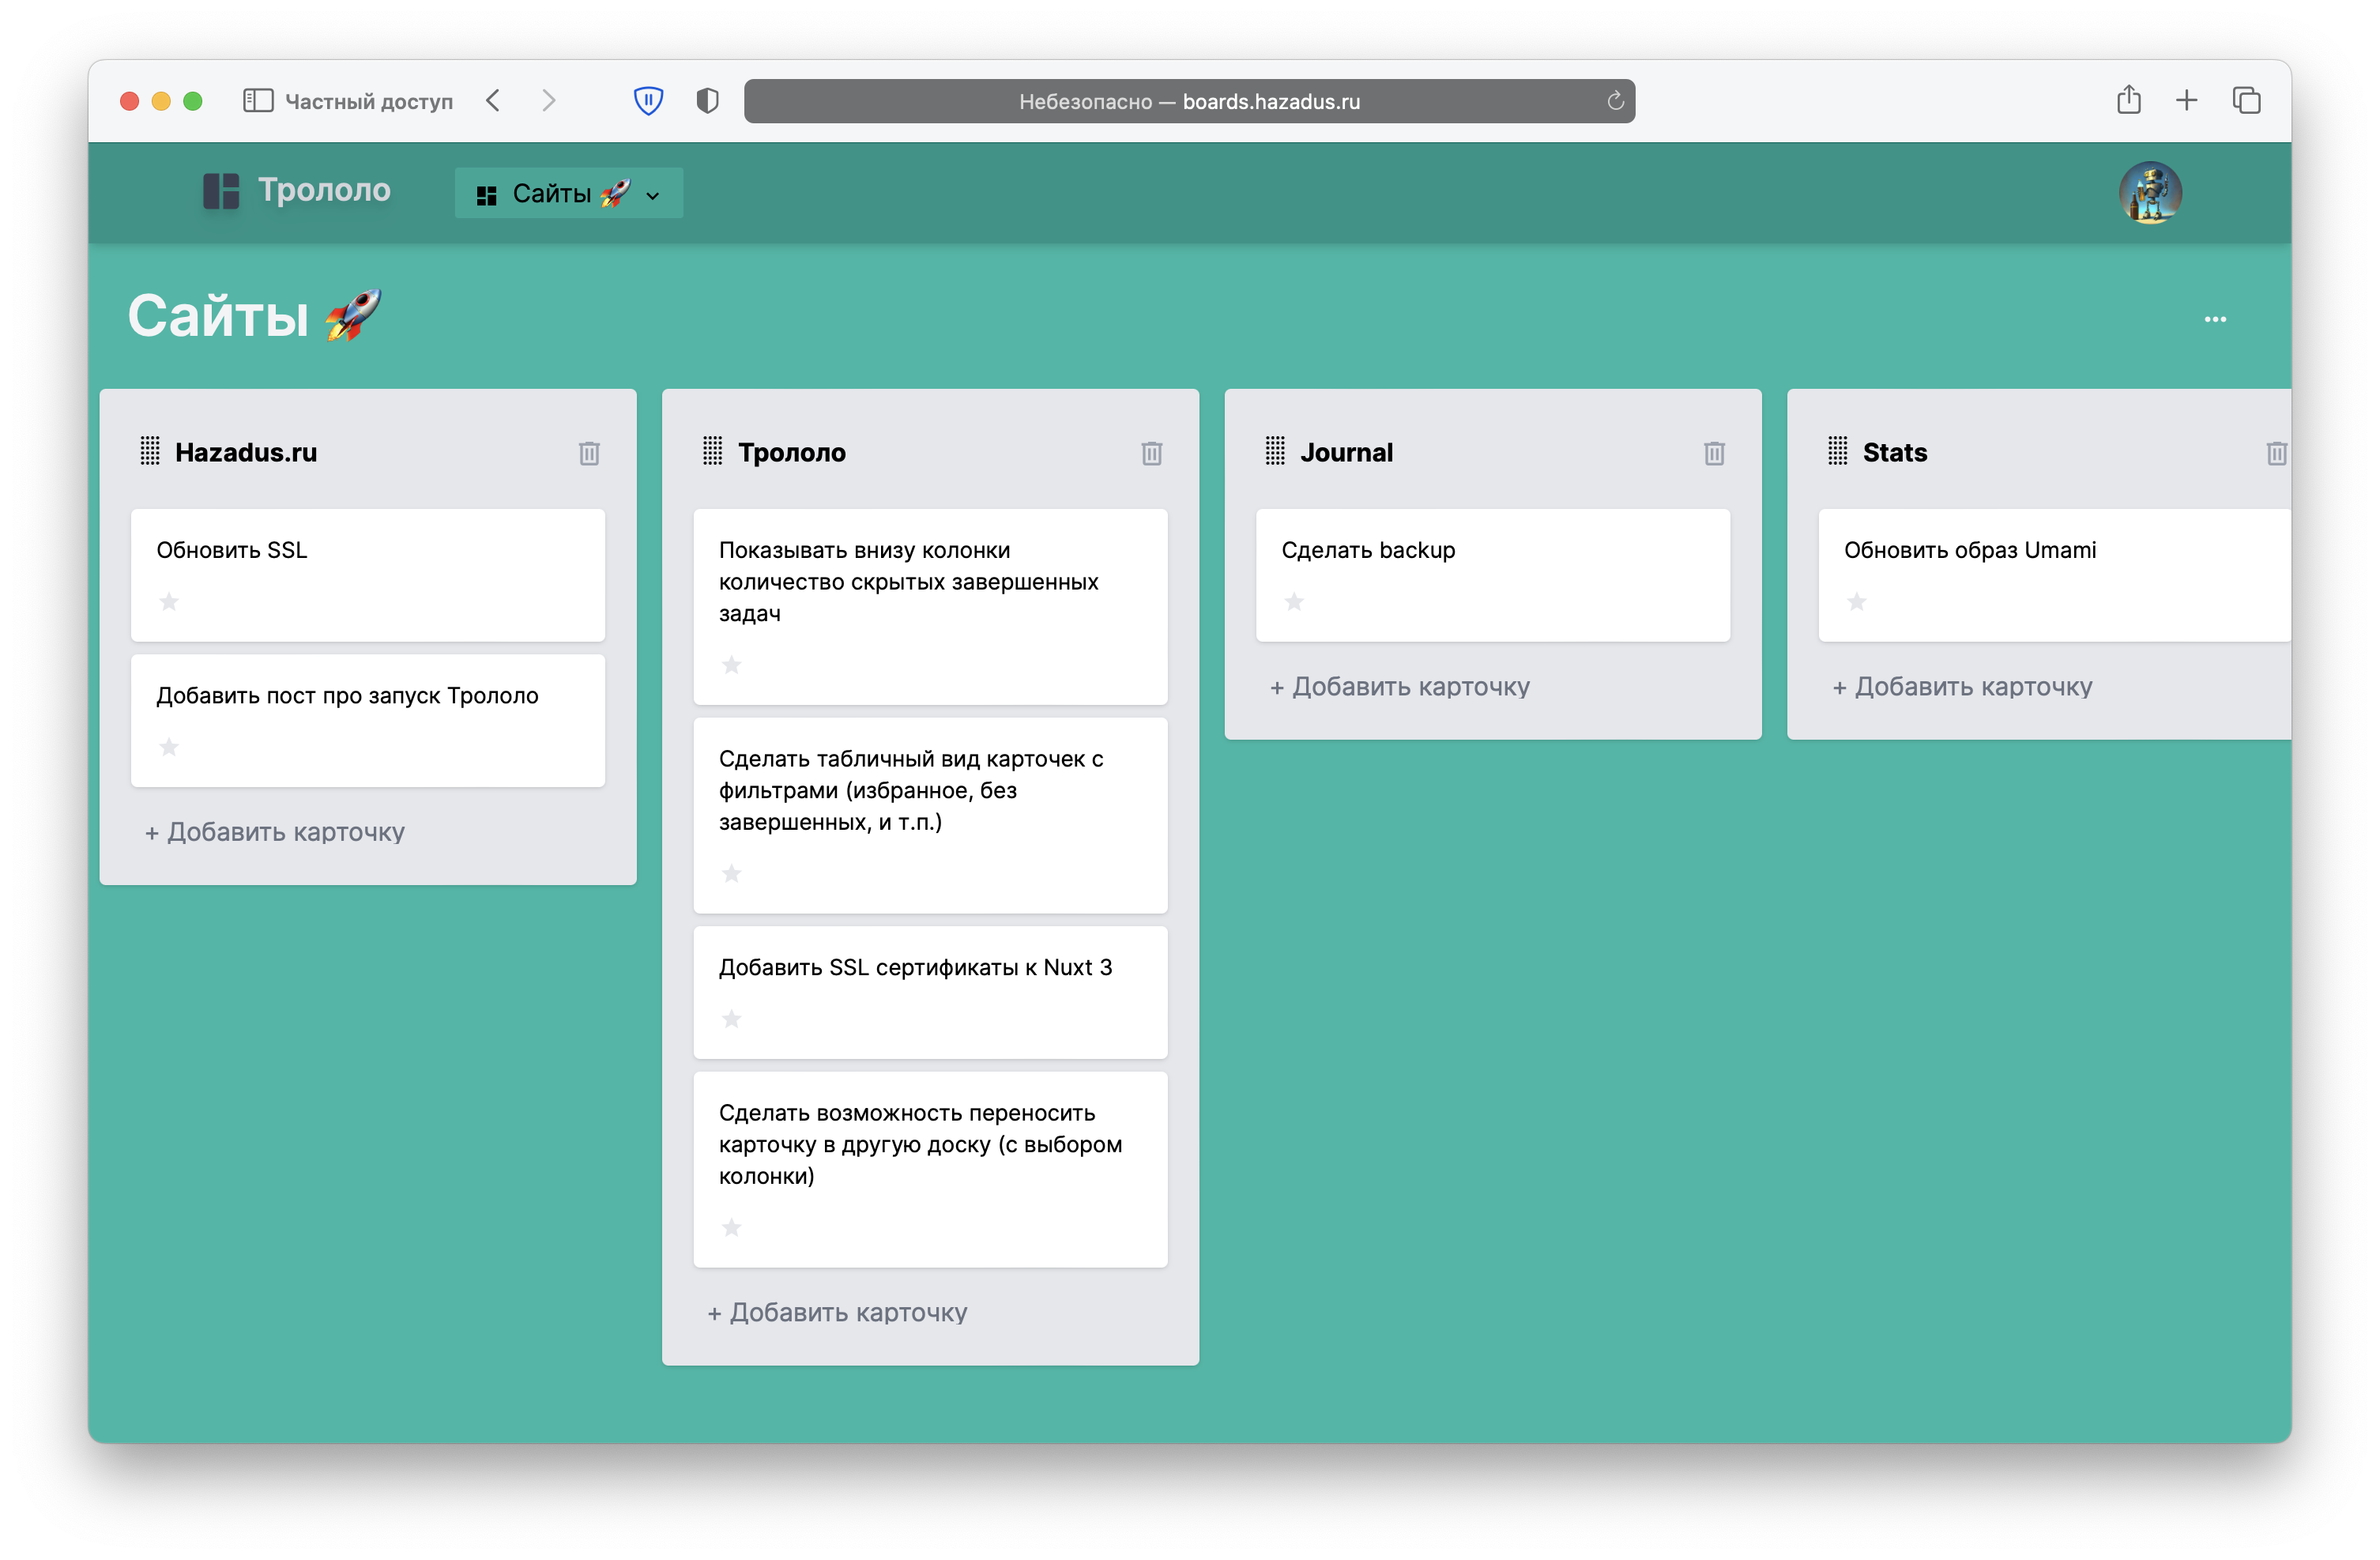 Частный доступ
Небезопасно — boards.hazadus.ru
Трололо
Сайты 🚀
Сайты 🚀
Hazadus.ru
Обновить SSL
Добавить пост про запуск Трололо
+ Добавить карточку
Трололо
Показывать внизу колонки
количество скрытых завершенных
задач
Сделать табличный вид карточек с
фильтрами (избранное, без
завершенных, и т.п.)
Добавить SSL сертификаты к Nuxt 3
Сделать возможность переносить
карточку в другую доску (с выбором
колонки)
+ Добавить карточку
Journal
Сделать backup
+ Добавить карточку
Stats
Обновить образ Umami
+ Добавить карточку